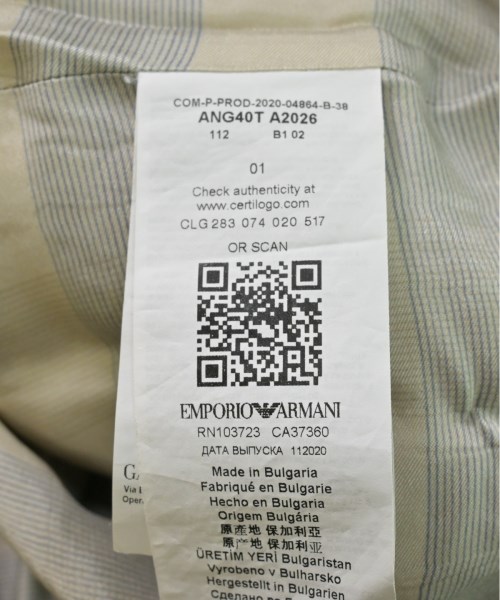 COM-P-PROD-2020-04864-B-38
ANG40T A2026
112 B1 02
01
Check authenticity at
www.certilogo.com
CLG 283 074 020 517
OR SCAN
EMPORIO ARMANI
RN103723 CA37360
ДАТА ВЫПУСКА 112020
Made in Bulgaria
Fabriqué en Bulgarie
Hecho en Bulgaria
Origem Bulgária
原產地 保加利亞
原产地 保加利亚
ÜRETİM YERİ Bulgaristan
Vyrobeno v Bulharsko
Hergestellt in Bulgarien
Сделано в
Via
Oper